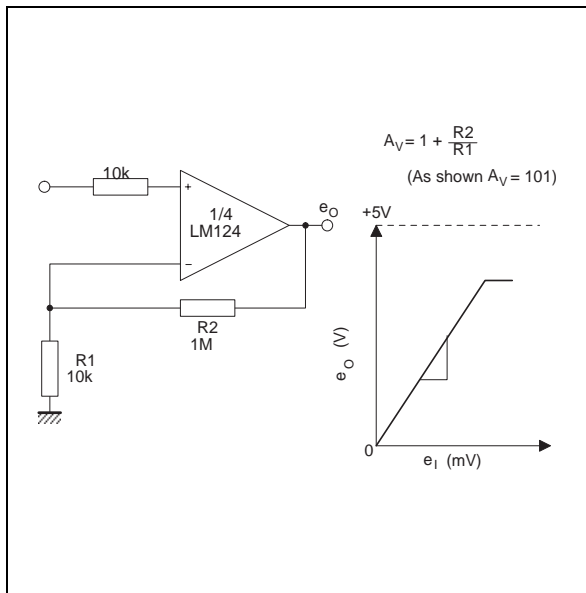 A_V = 1 + R2/R1
(As shown A_V = 101)
10k
+
1/4
LM124
−
e_O
R2
1M
R1
10k
+5V
e_O (V)
0
e_I (mV)